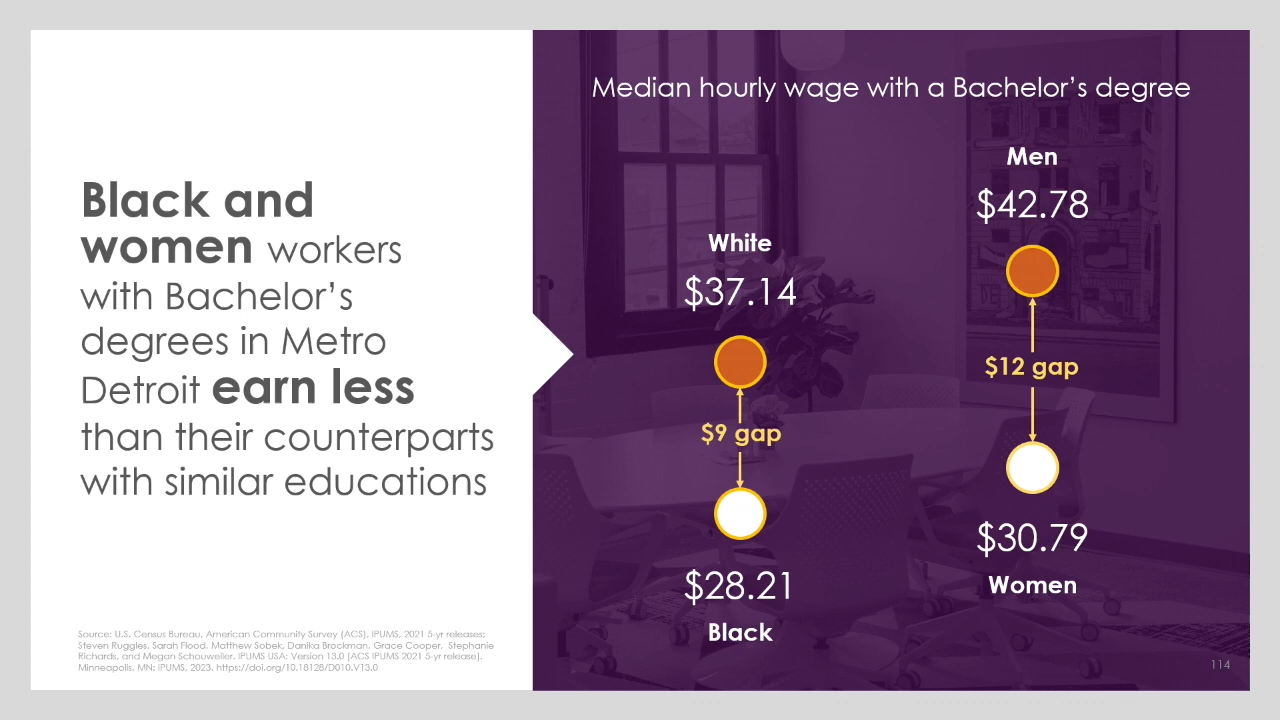 Black and
women workers
with Bachelor's
degrees in Metro
Detroit earn less
than their counterparts
with similar educations
Source: U.S. Census Bureau, American Community Survey (ACS), IPUMS, 2021 5-yr releases;
Steven Ruggles, Sarah Flood, Matthew Sobek, Danika Brockman, Grace Cooper, Stephanie
Richards, and Megan Schouweiler. IPUMS USA: Version 13.0 [ACS IPUMS 2021 5-yr release].
Minneapolis, MN: IPUMS, 2023. https://doi.org/10.18128/D010.V13.0
Median hourly wage with a Bachelor's degree
White
$37.14
$9 gap
$28.21
Black
Men
$42.78
$12 gap
$30.79
Women
114